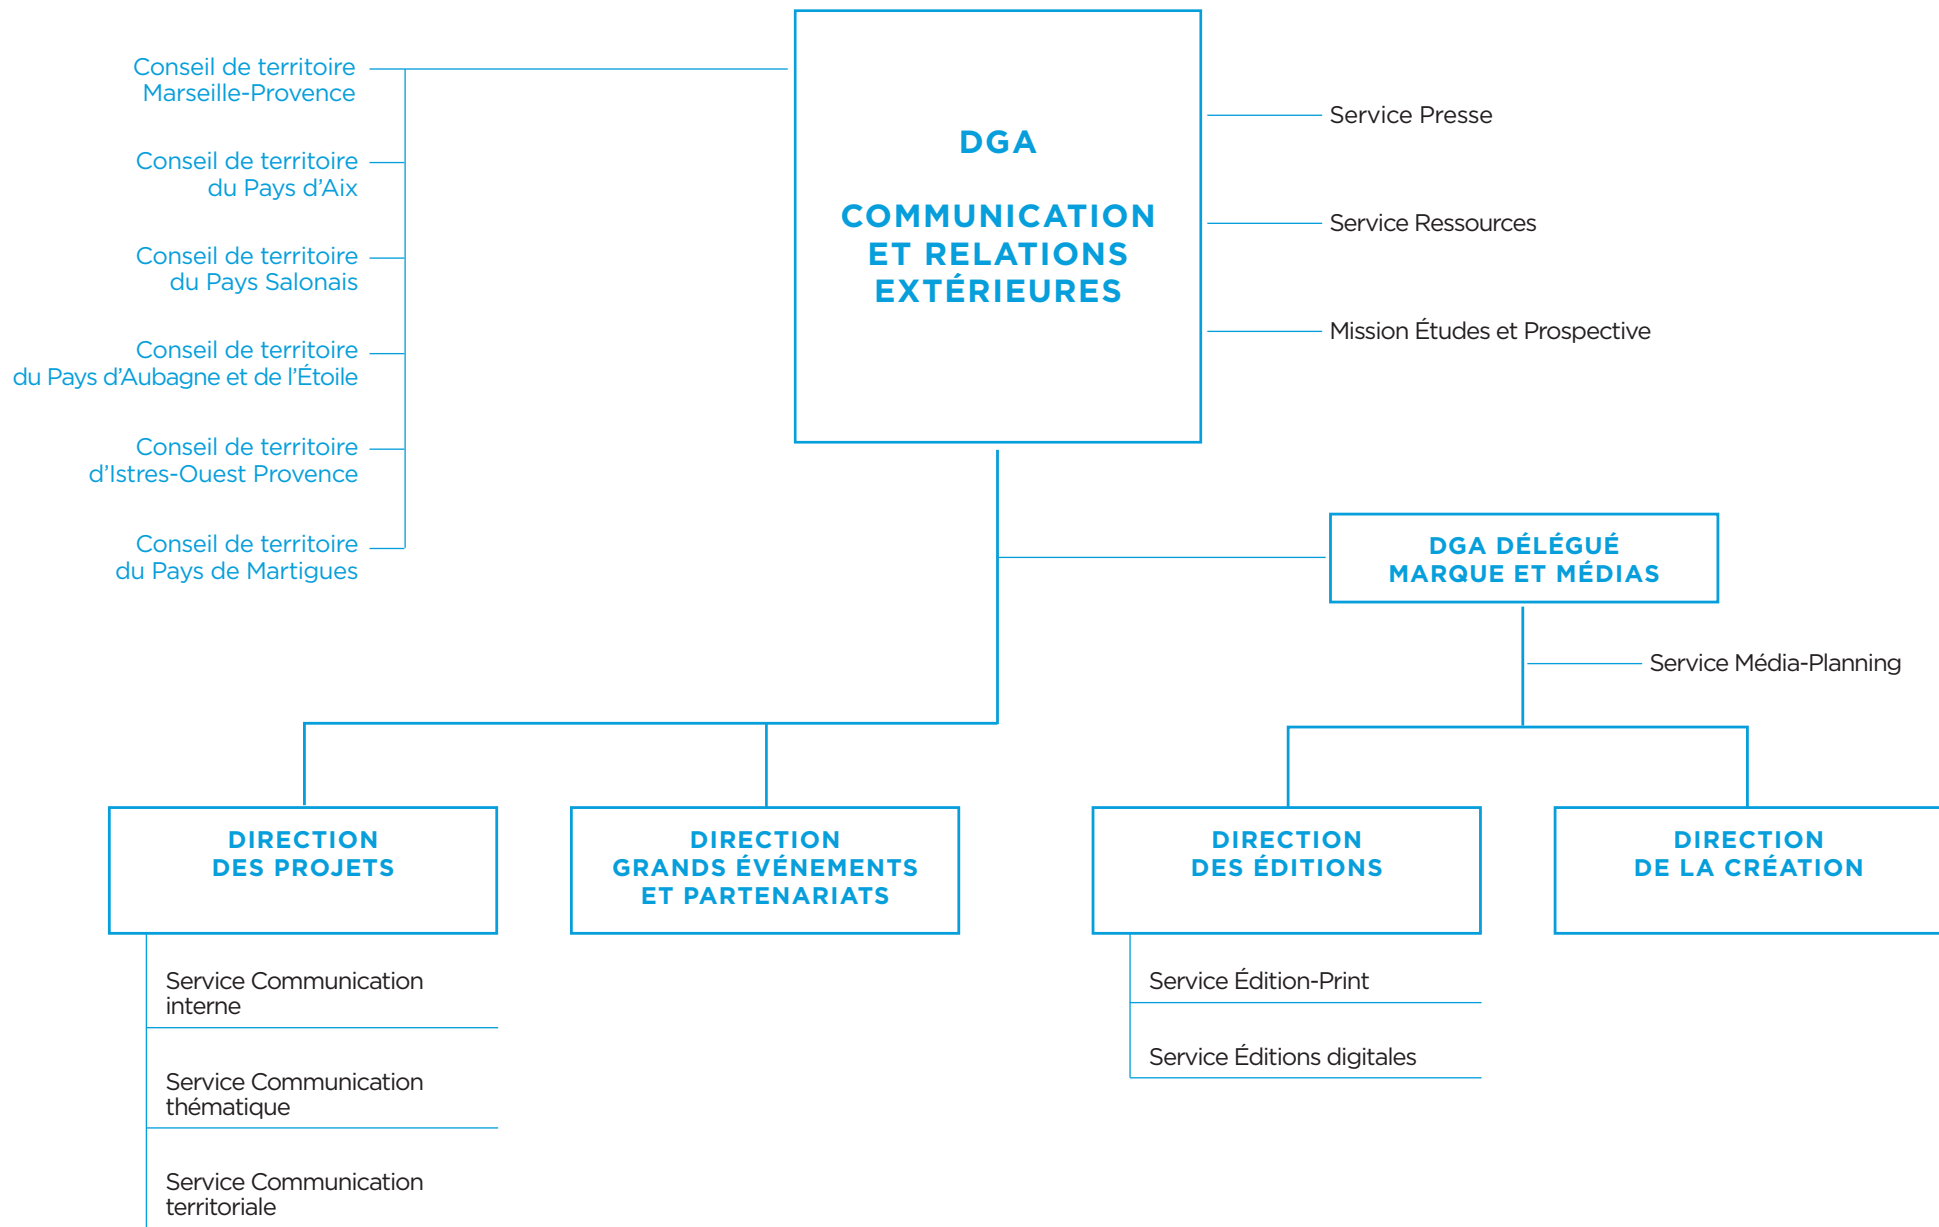 Conseil de territoire
Marseille-Provence
Conseil de territoire
du Pays d’Aix
Conseil de territoire
du Pays Salonais
Conseil de territoire
du Pays d’Aubagne et de l’Étoile
Conseil de territoire
d’Istres-Ouest Provence
Conseil de territoire
du Pays de Martigues
DGA
COMMUNICATION
ET RELATIONS
EXTÉRIEURES
Service Presse
Service Ressources
Mission Études et Prospective
DGA DÉLÉGUÉ
MARQUE ET MÉDIAS
Service Média-Planning
DIRECTION
DES PROJETS
DIRECTION
GRANDS ÉVÉNEMENTS
ET PARTENARIATS
DIRECTION
DES ÉDITIONS
DIRECTION
DE LA CRÉATION
Service Communication
interne
Service Communication
thématique
Service Communication
territoriale
Service Édition-Print
Service Éditions digitales